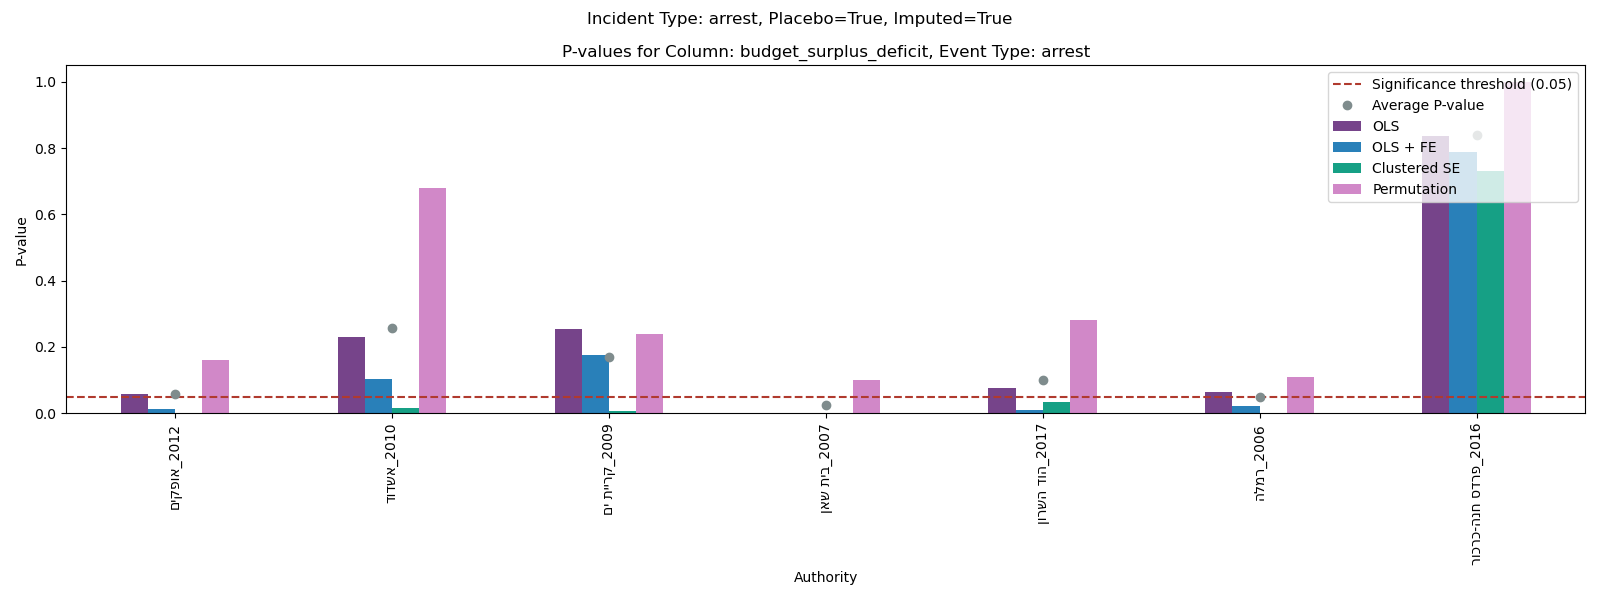 Incident Type: arrest, Placebo=True, Imputed=True
P-values for Column: budget_surplus_deficit, Event Type: arrest
Significance threshold (0.05)
Average P-value
OLS
OLS + FE
Clustered SE
Permutation
P-value
1.0
0.8
0.6
0.4
0.2
0.0
אופקים_2012
אשדוד_2010
קריית ים_2009
בית שאן_2007
הוד השרון_2017
רמלה_2006
פרדס חנה-כרכור_2016
Authority